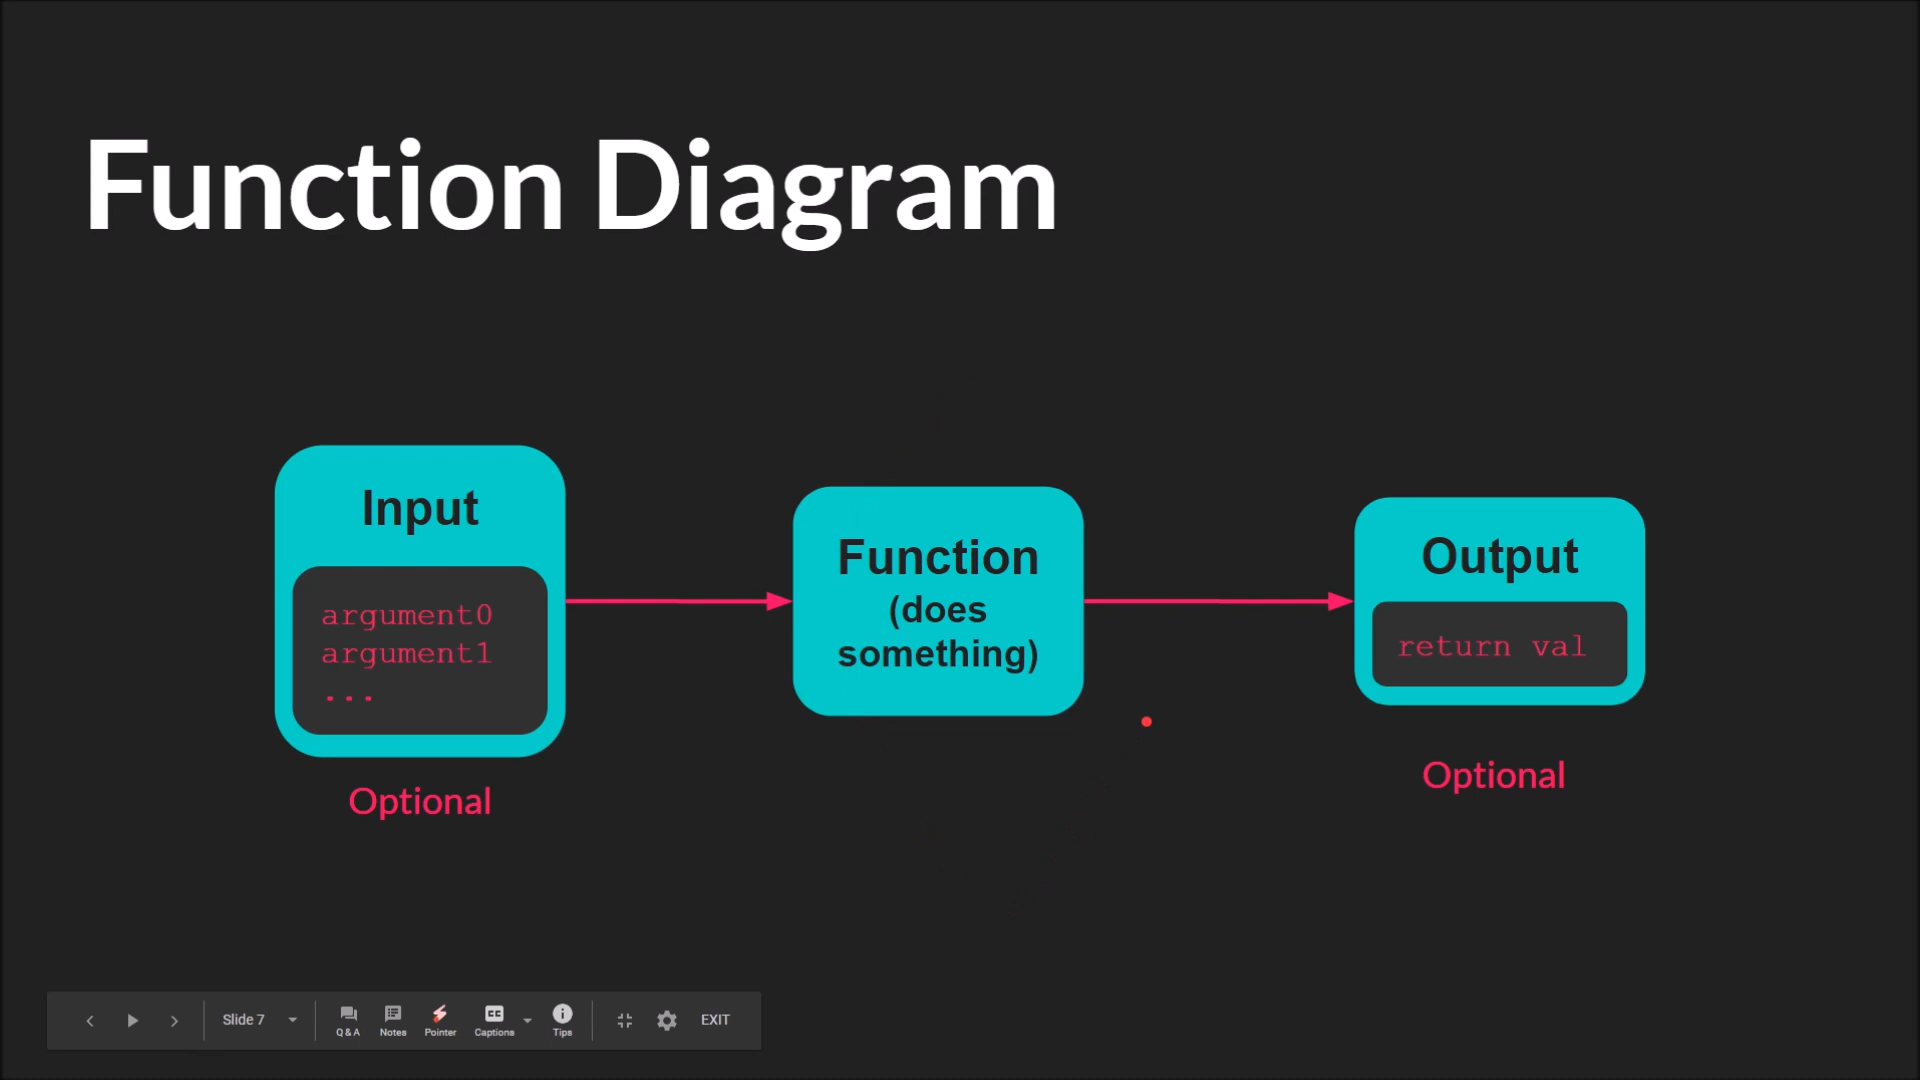 Function Diagram
Input
argument0
argument1
...
Optional
Function
(does
something)
Output
return val
Optional
Slide 7
Q & A
Notes
Pointer
CC
Captions
Tips
EXIT